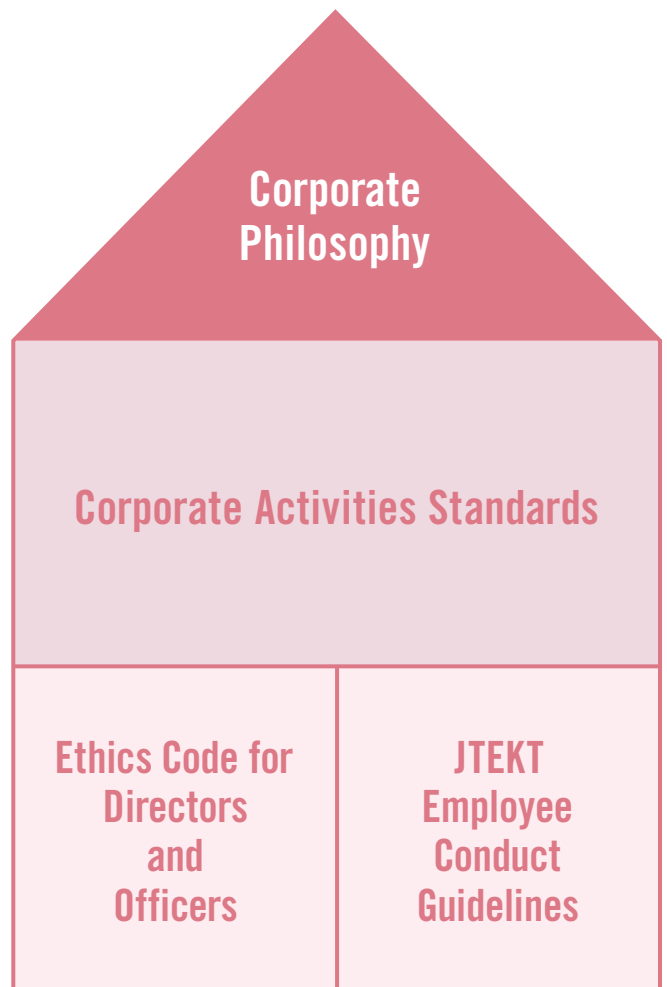 Corporate
Philosophy
Corporate Activities Standards
Ethics Code for
Directors
and
Officers
JTEKT
Employee
Conduct
Guidelines